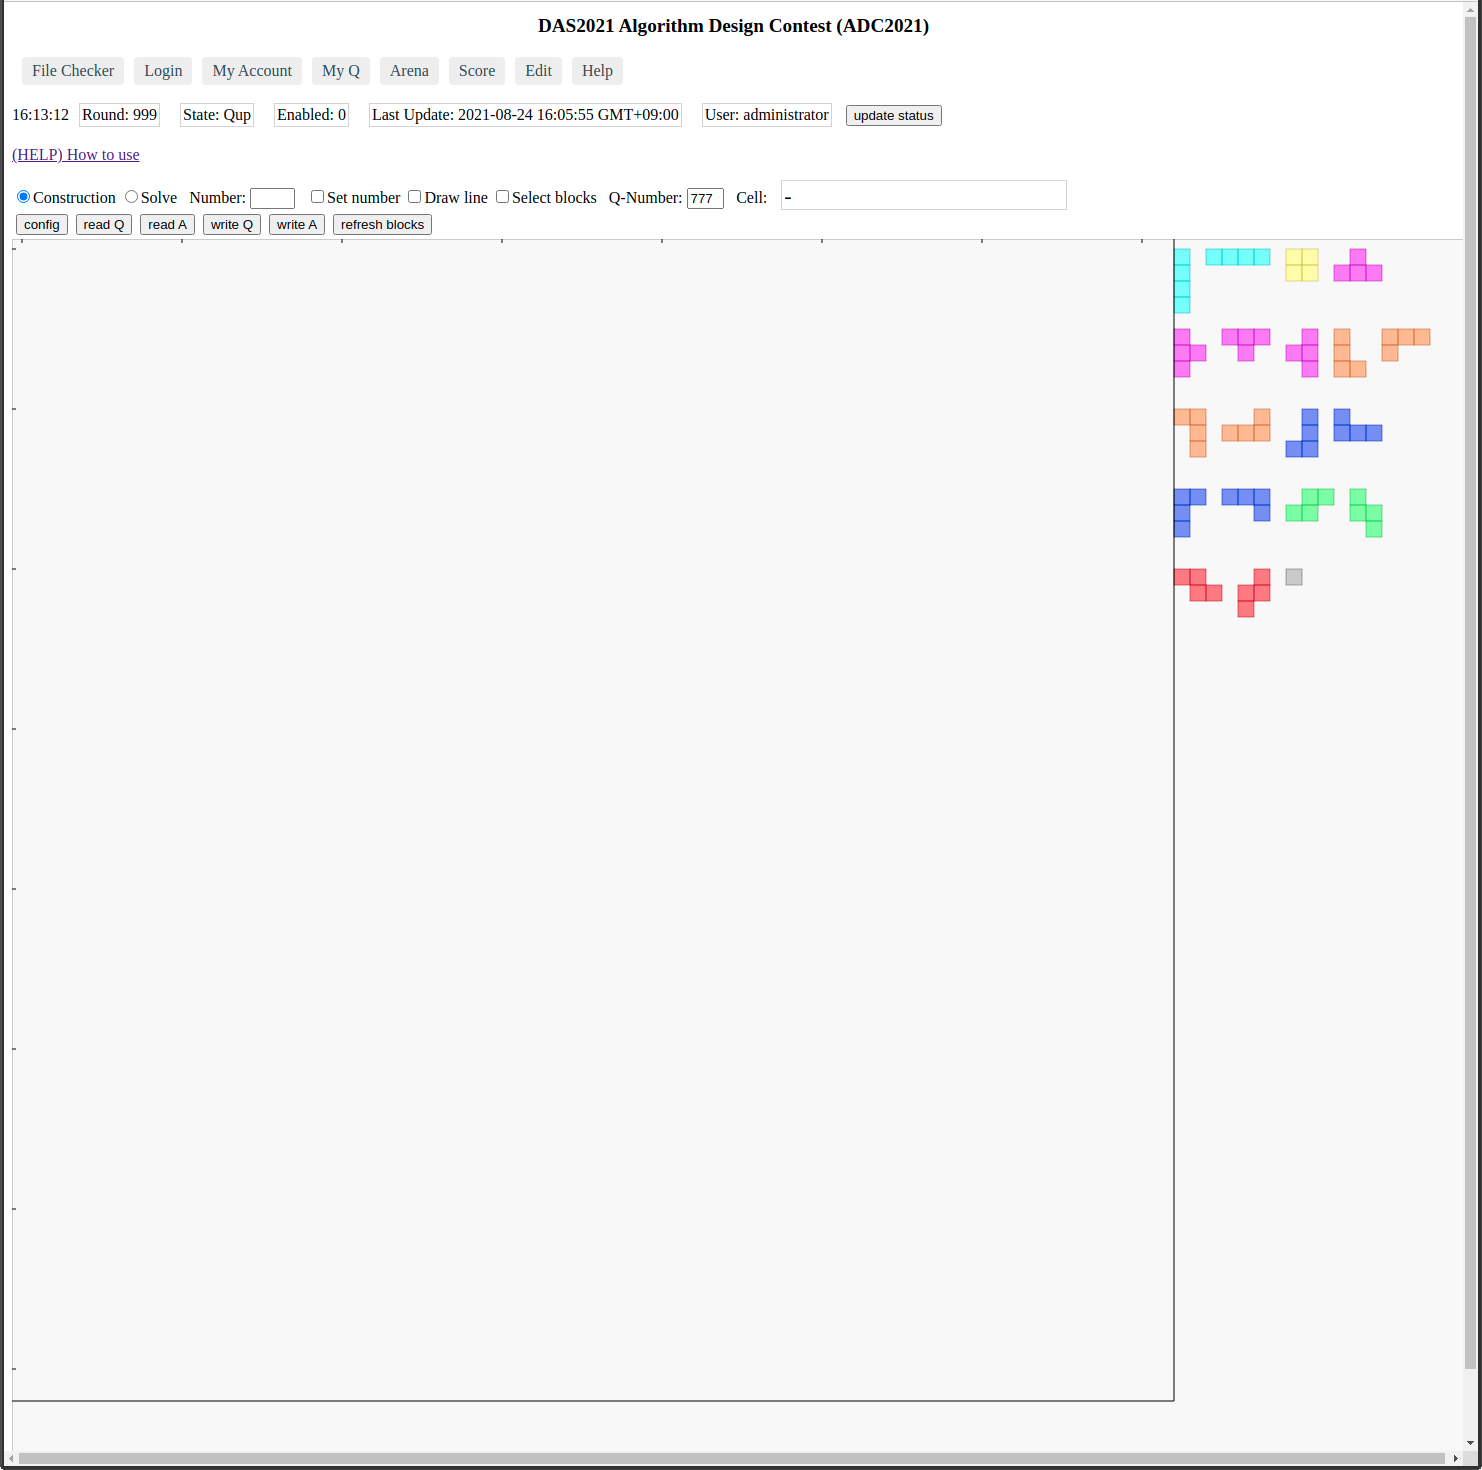 DAS2021 Algorithm Design Contest (ADC2021)
File Checker Login My Account My Q Arena Score Edit Help
16:13:12 Round: 999 State: Qup Enabled: 0 Last Update: 2021-08-24 16:05:55 GMT+09:00 User: administrator update status
(HELP) How to use
Construction Solve Number: Set number Draw line Select blocks Q-Number: 777 Cell: -
config read Q read A write Q write A refresh blocks